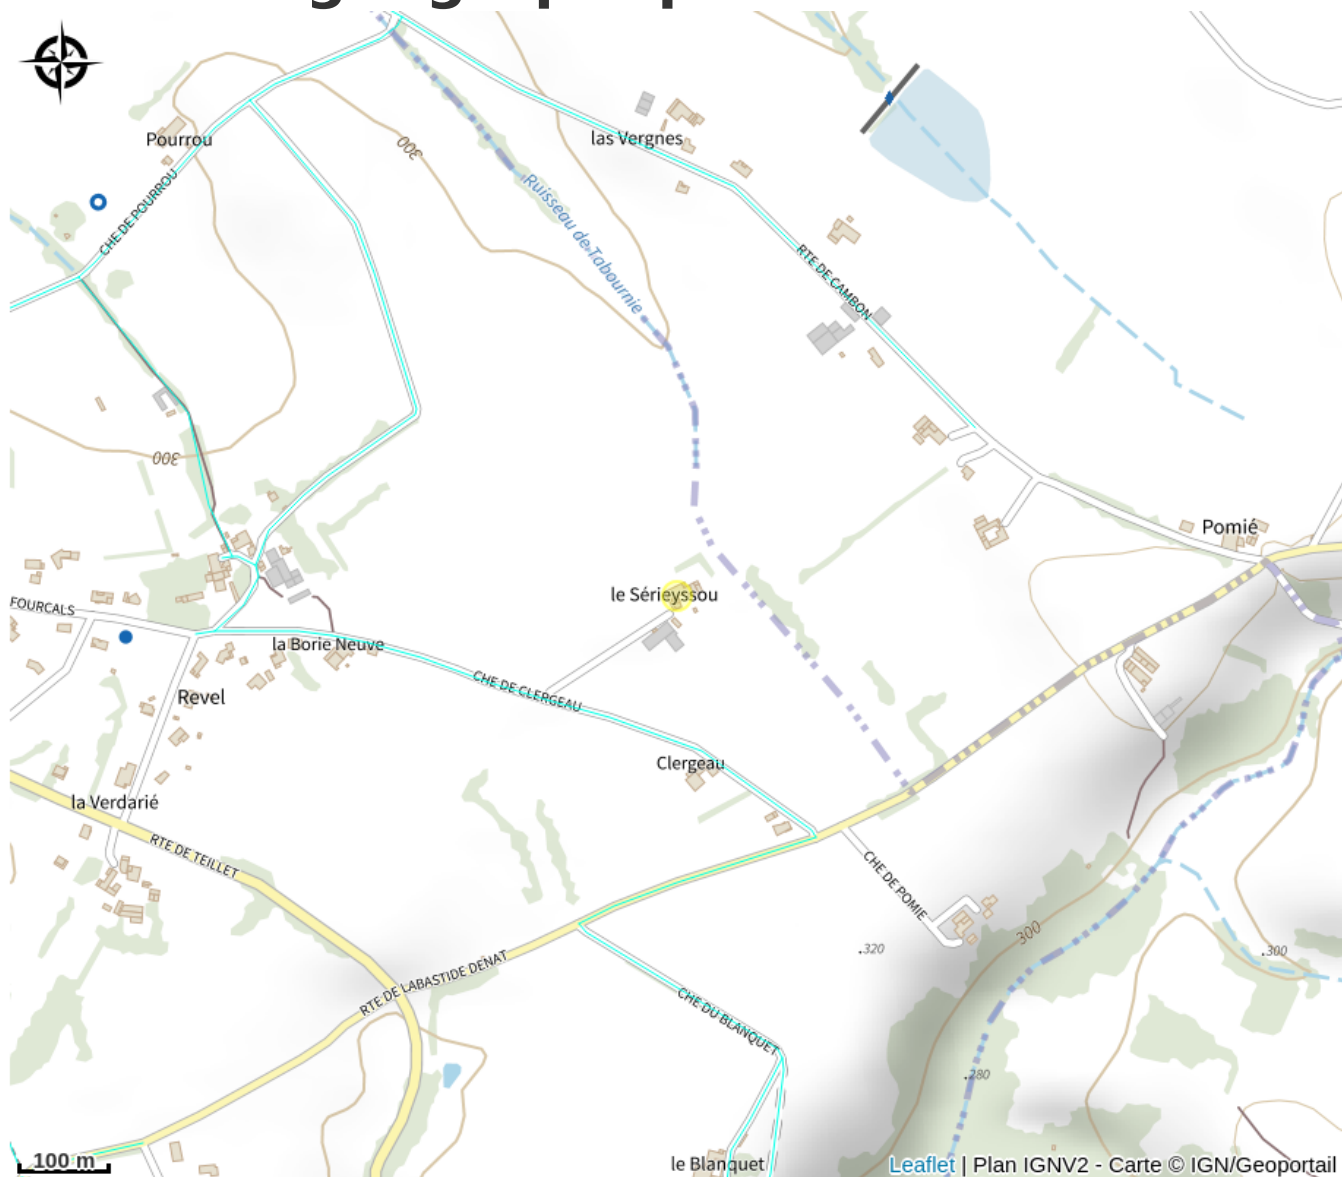 Pourrou
las Vergnes
300
CHE DE POURROU
Ruisseau de Tabournie
RTE DE CAMBON
300
Pomié
le Sérieyssou
FOURCALS
la Borie Neuve
CHE DE CLERGEAU
Revel
Clergeau
la Verdarié
RTE DE TEILLET
CHE DE POMIE
300
.320
.300
RTE DE LABASTIDE DENAT
CHE DU BLANQUET
.280
le Blanquet
100 m
Leaflet | Plan IGNV2 - Carte © IGN/Geoportail